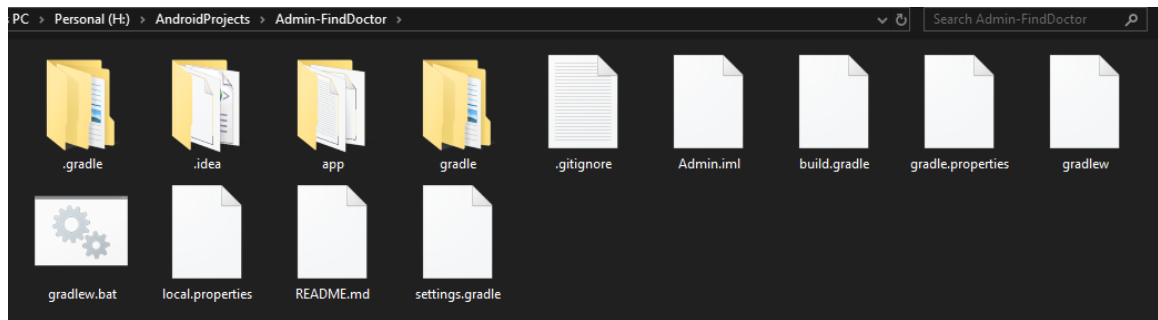 PC > Personal (H:) > AndroidProjects > Admin-FindDoctor >
Search Admin-FindDoctor
.gradle
.idea
app
gradle
.gitignore
Admin.iml
build.gradle
gradle.properties
gradlew
gradlew.bat
local.properties
README.md
settings.gradle